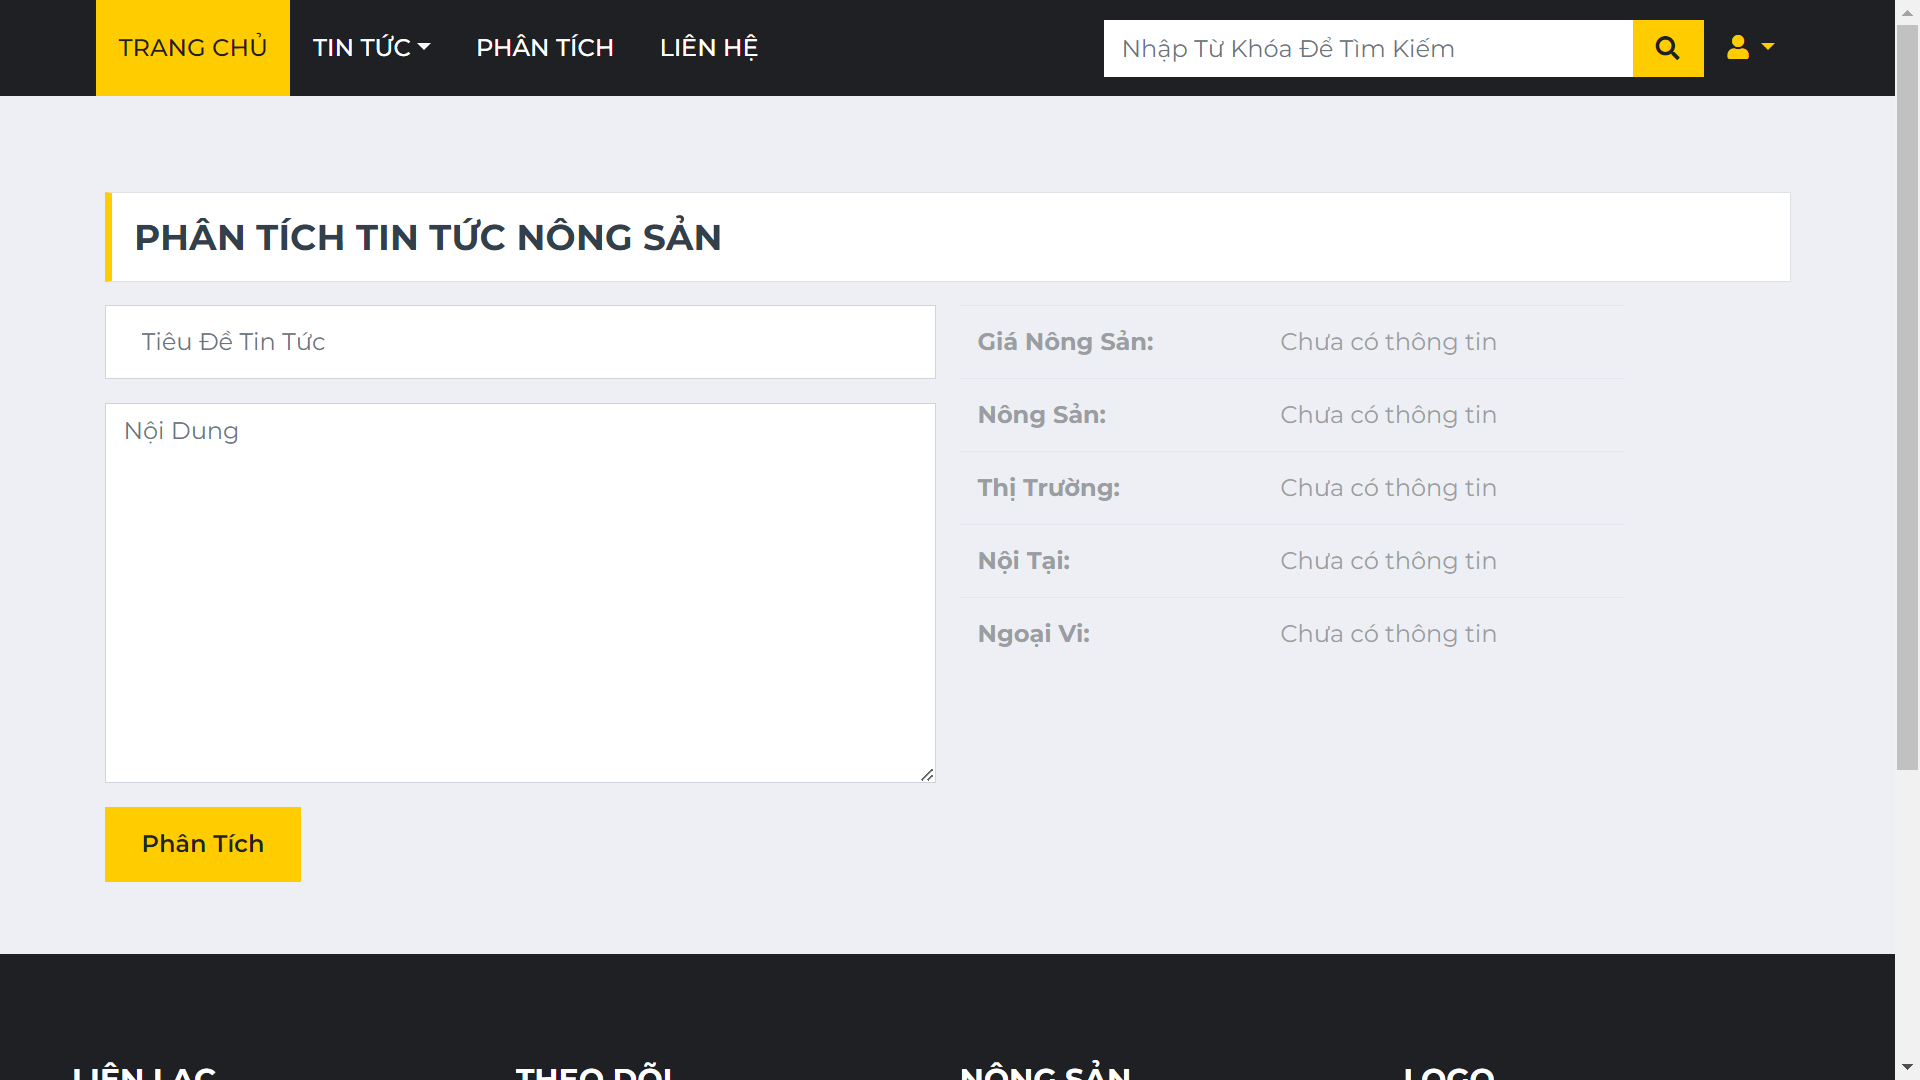 TRANG CHỦ TIN TỨC PHÂN TÍCH LIÊN HỆ Nhập Từ Khóa Để Tìm Kiếm
PHÂN TÍCH TIN TỨC NÔNG SẢN
Tiêu Đề Tin Tức
Nội Dung
Phân Tích
Giá Nông Sản: Chưa có thông tin
Nông Sản: Chưa có thông tin
Thị Trường: Chưa có thông tin
Nội Tại: Chưa có thông tin
Ngoại Vi: Chưa có thông tin
LIÊN LẠC THEO DÕI NÔNG SẢN LOGO